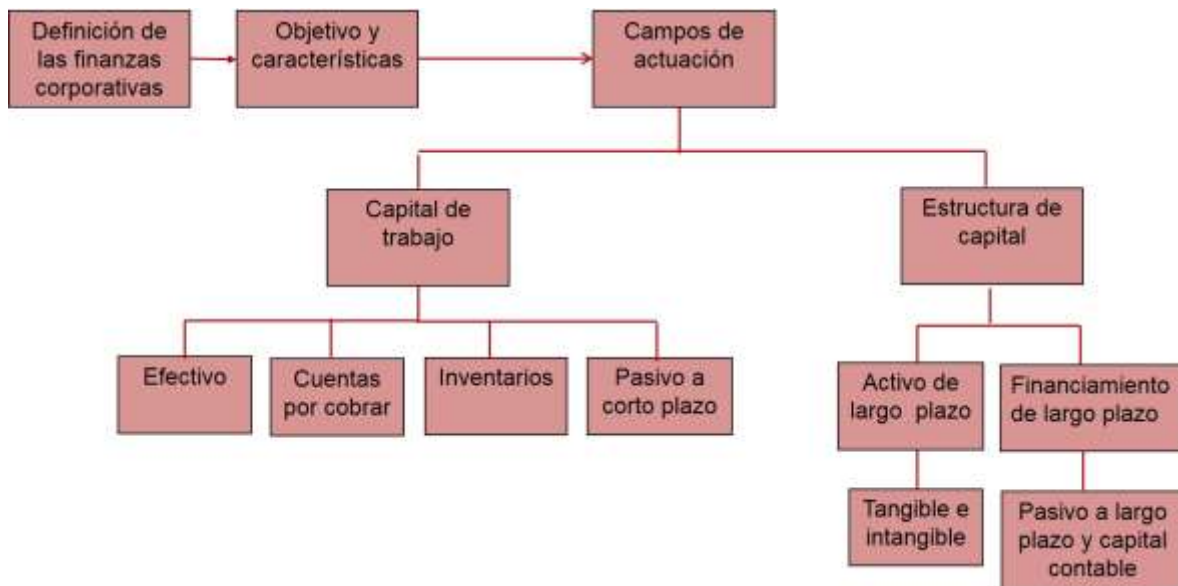 Definición de
las finanzas
corporativas
Objetivo y
características
Campos de
actuación
Capital de
trabajo
Estructura de
capital
Efectivo
Cuentas
por cobrar
Inventarios
Pasivo a
corto plazo
Activo de
largo plazo
Financiamiento
de largo plazo
Tangible e
intangible
Pasivo a largo
plazo y capital
contable